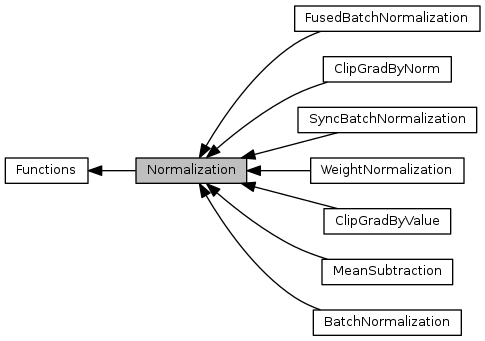 FusedBatchNormalization
ClipGradByNorm
SyncBatchNormalization
Functions
Normalization
WeightNormalization
ClipGradByValue
MeanSubtraction
BatchNormalization